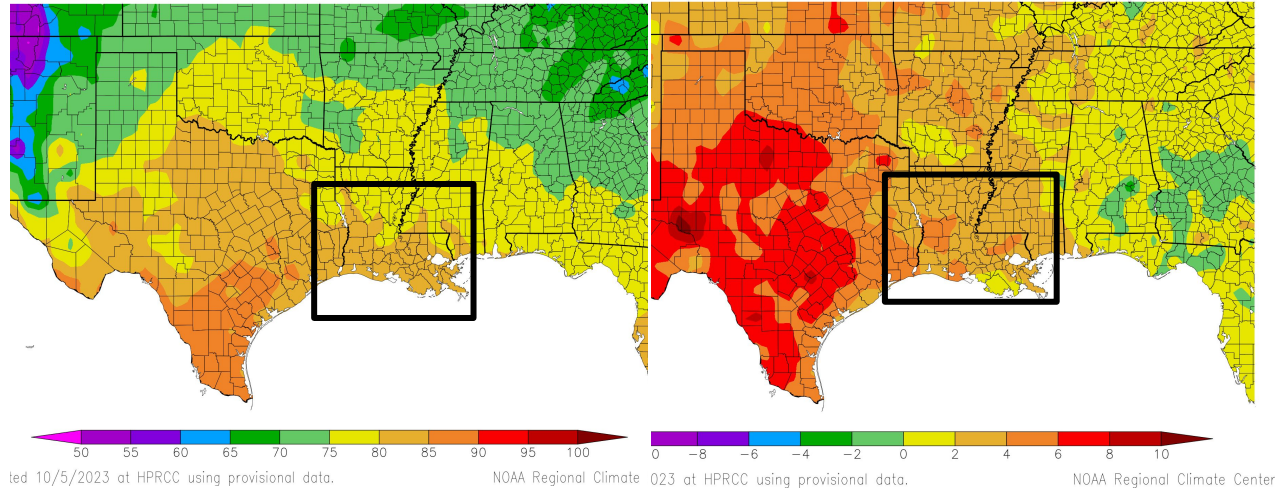 50 55 60 65 70 75 80 85 90 95 100
ted 10/5/2023 at HPRCC using provisional data. NOAA Regional Climate
0 −8 −6 −4 −2 0 2 4 6 8 10
023 at HPRCC using provisional data. NOAA Regional Climate Center